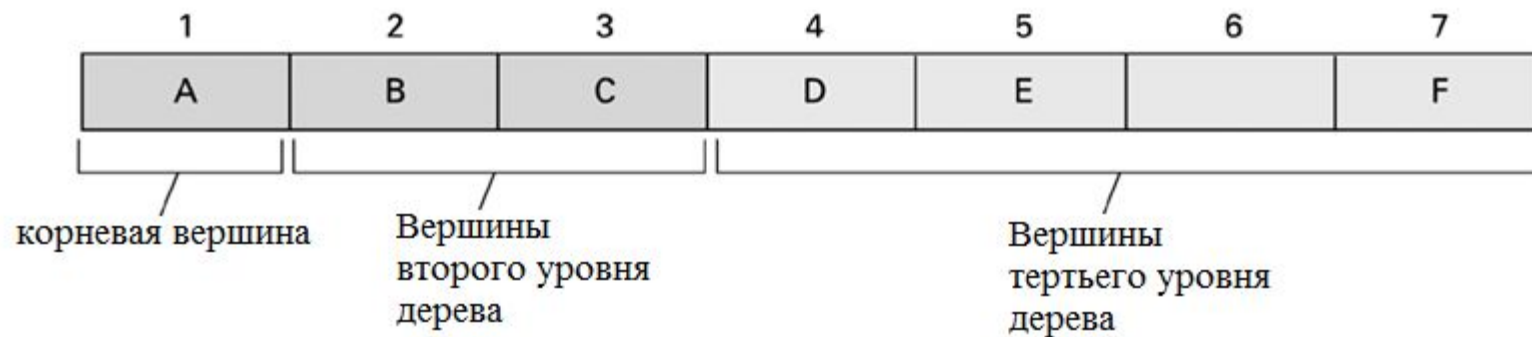 1 2 3 4 5 6 7
A B C D E F
корневая вершина
Вершины
второго уровня
дерева
Вершины
тертьего уровня
дерева